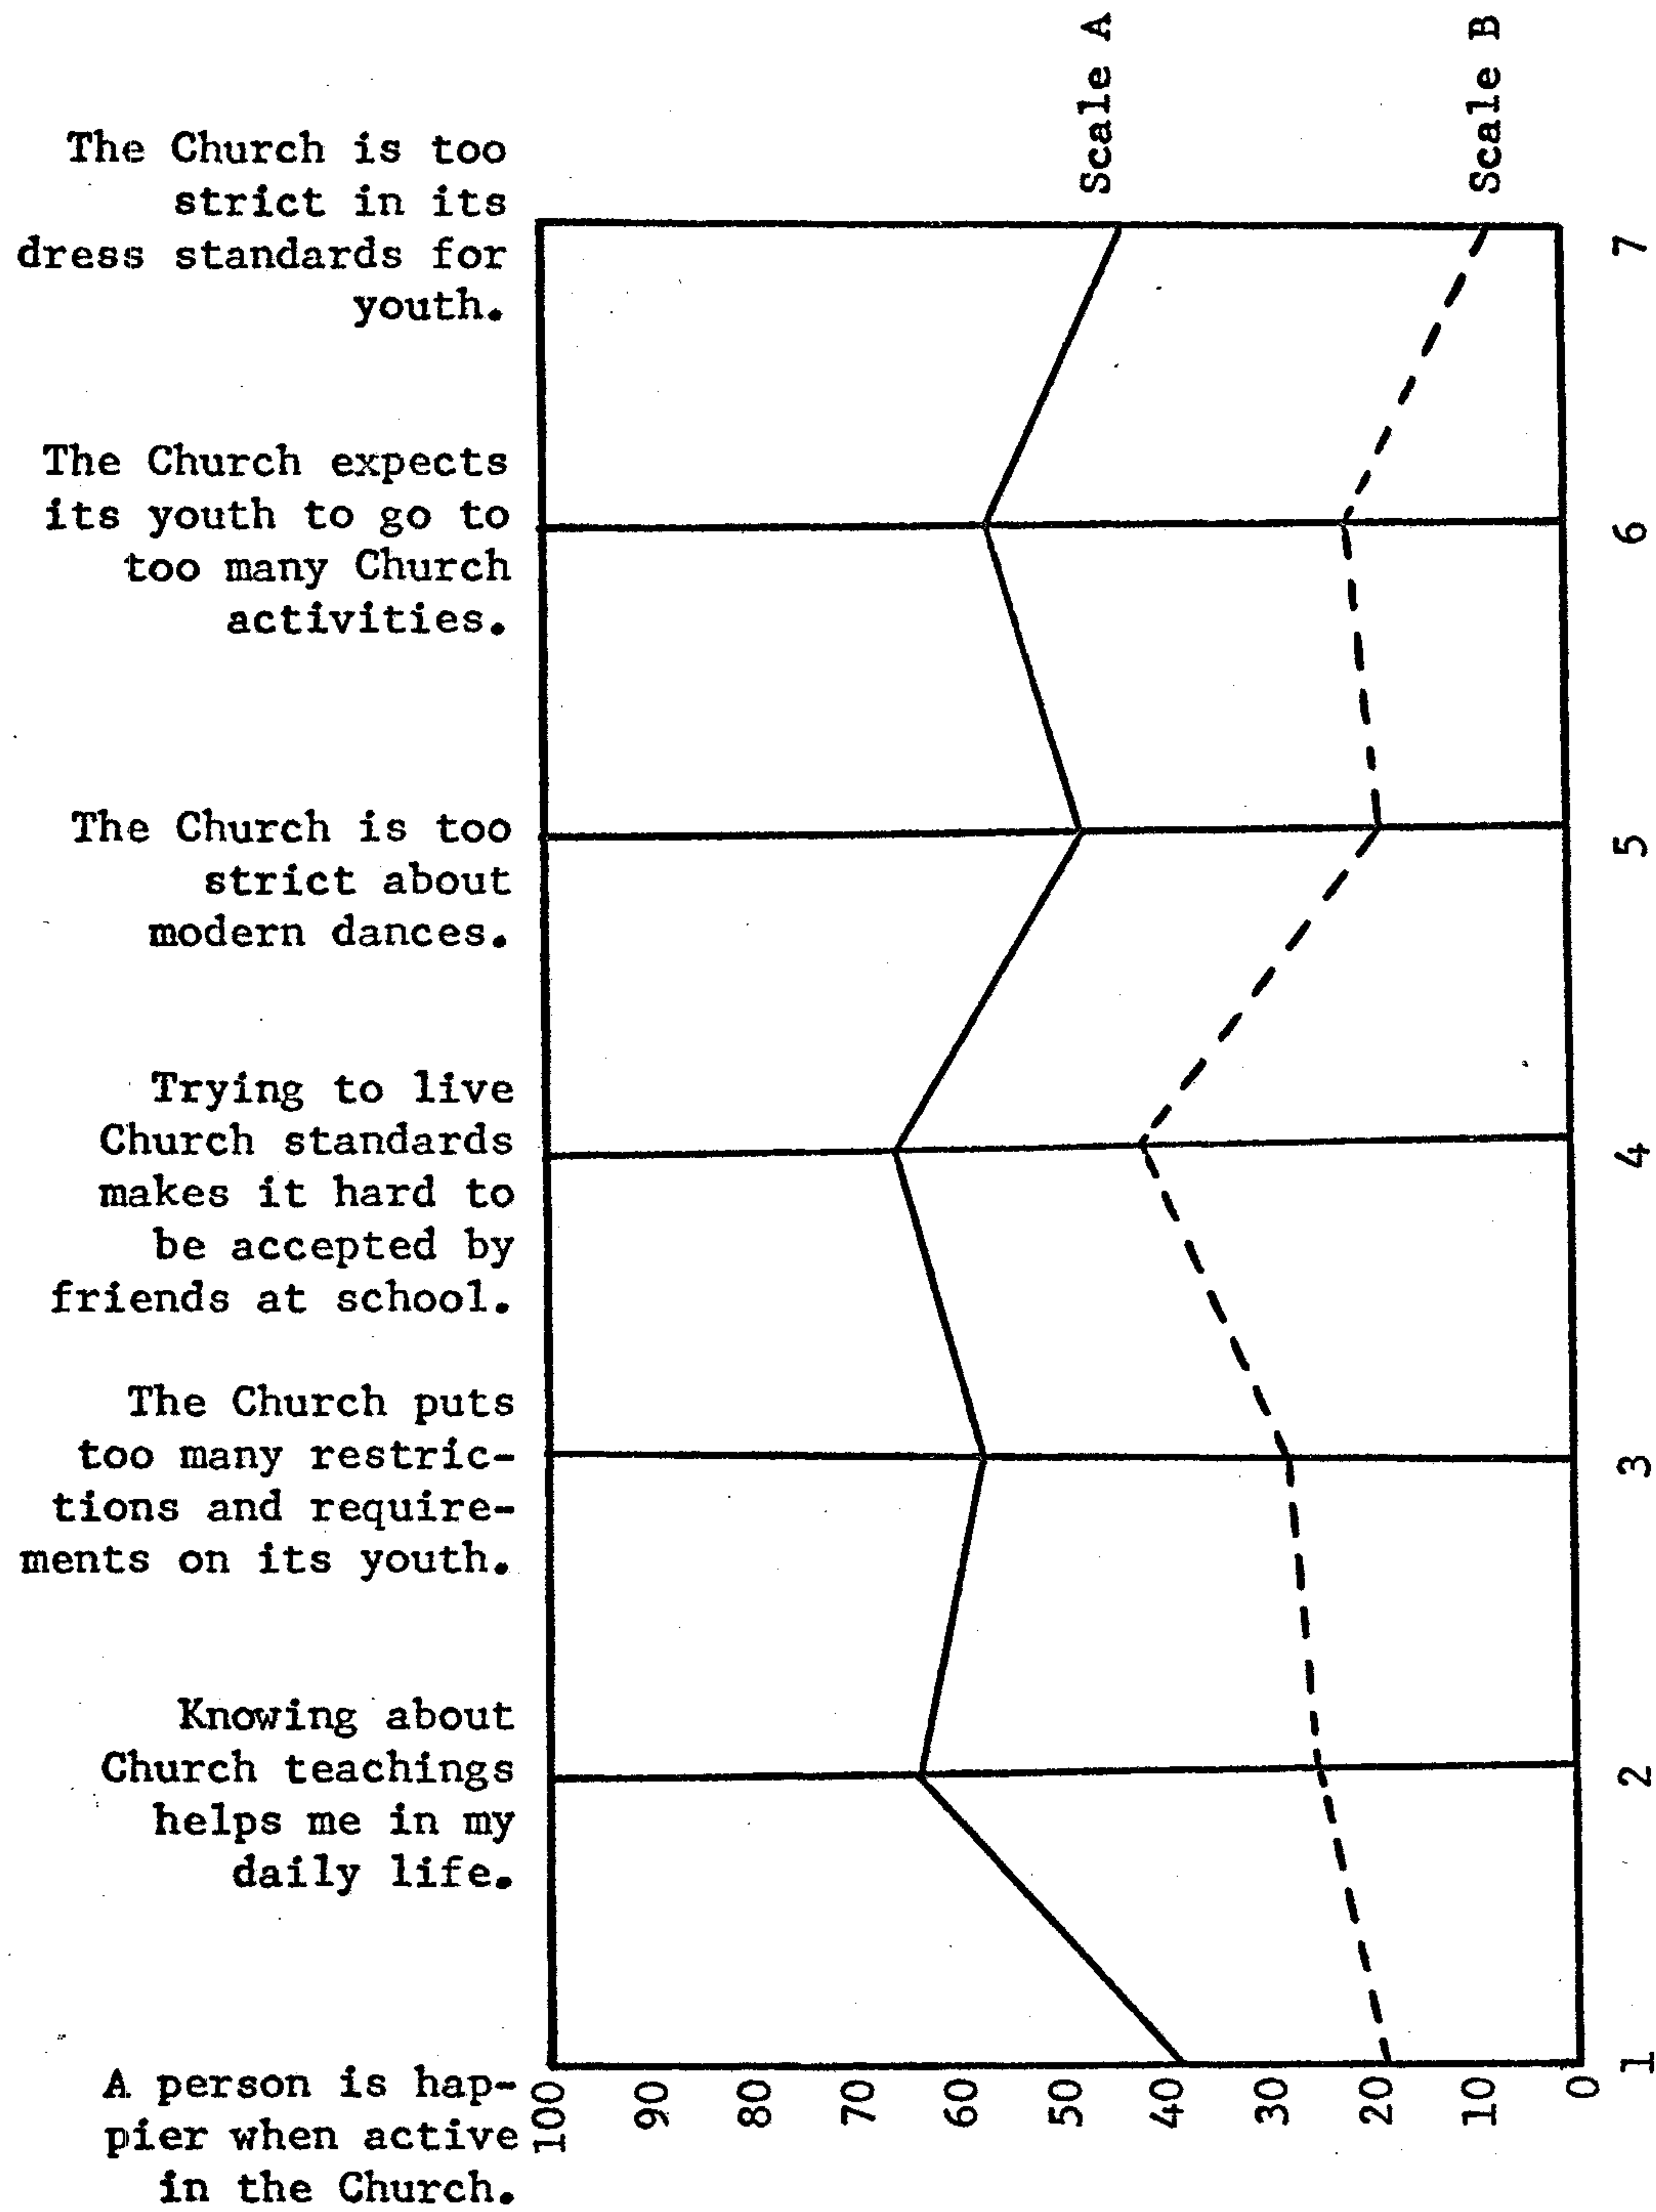 The Church is too
strict in its
dress standards for
youth.
The Church expects
its youth to go to
too many Church
activities.
The Church is too
strict about
modern dances.
Trying to live
Church standards
makes it hard to
be accepted by
friends at school.
The Church puts
too many restric-
tions and require-
ments on its youth.
Knowing about
Church teachings
helps me in my
daily life.
A person is hap-
pier when active
in the Church.
Scale A
Scale B
100
90
80
70
60
50
40
30
20
10
0
1
2
3
4
5
6
7